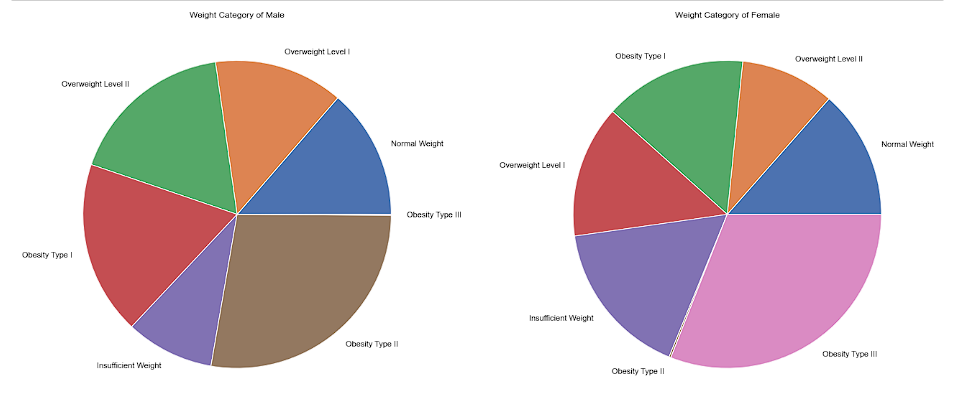 Weight Category of Male
Overweight Level I
Overweight Level II
Normal Weight
Obesity Type III
Obesity Type I
Obesity Type II
Insufficient Weight
Weight Category of Female
Obesity Type I
Overweight Level II
Normal Weight
Overweight Level I
Insufficient Weight
Obesity Type III
Obesity Type II